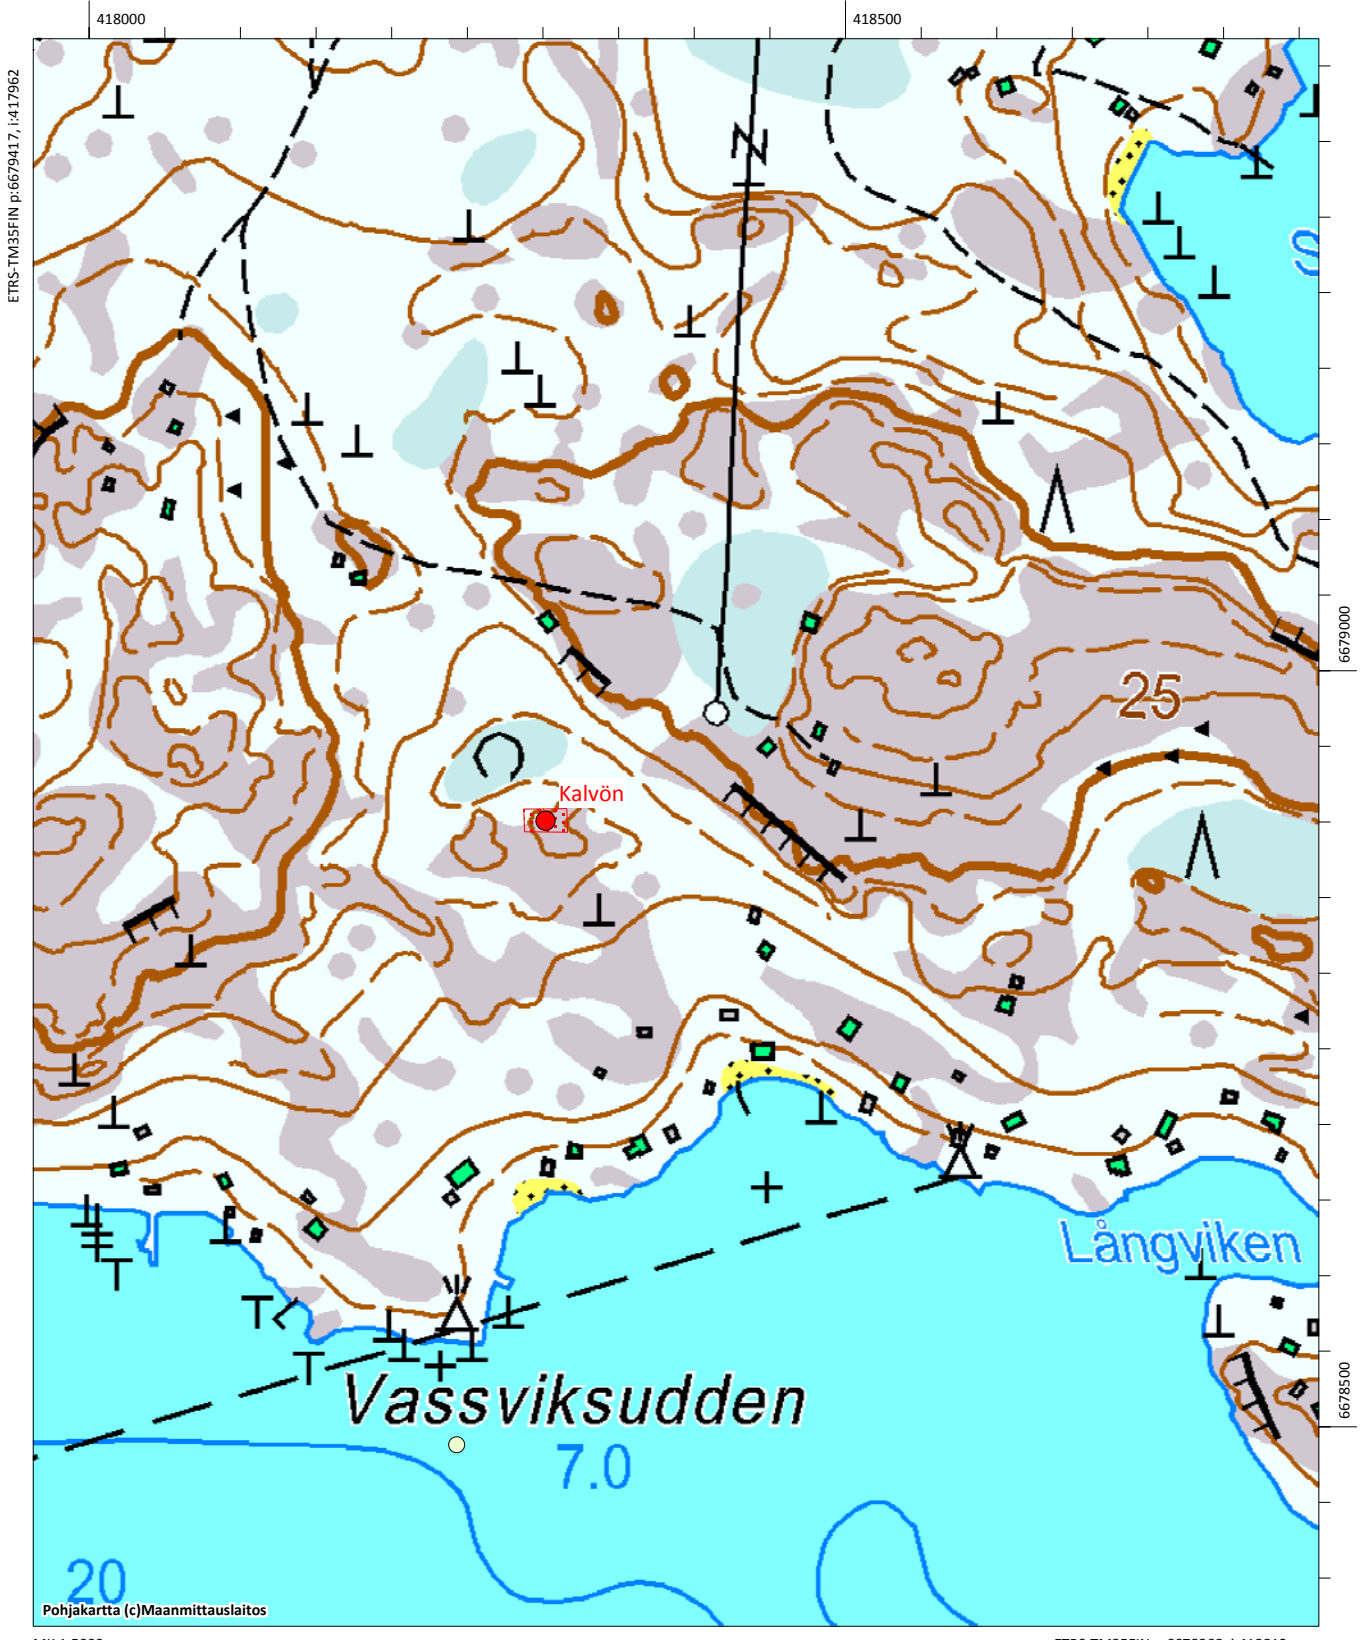 418000
418500
ETRS-TM35FIN p:6679417, i:417962
N
S
6679000
25
Kalvön
Långviken
Vassviksudden
6678500
7.0
20
Pohjakartta (c)Maanmittauslaitos